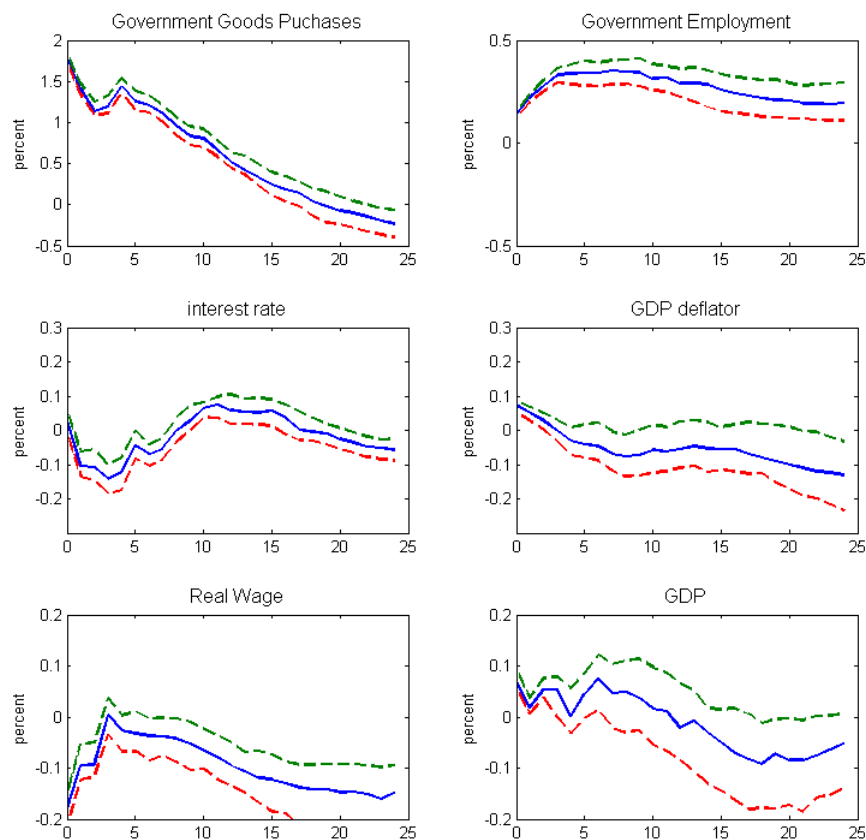 Government Goods Puchases
percent
2
1.5
1
0.5
0
-0.5
0 5 10 15 20 25
Government Employment
percent
0.5
0
-0.5
0 5 10 15 20 25
interest rate
percent
0.3
0.2
0.1
0
-0.1
-0.2
0 5 10 15 20 25
GDP deflator
percent
0.3
0.2
0.1
0
-0.1
-0.2
0 5 10 15 20 25
Real Wage
percent
0.2
0.1
0
-0.1
-0.2
0 5 10 15 20 25
GDP
percent
0.2
0.1
0
-0.1
-0.2
0 5 10 15 20 25